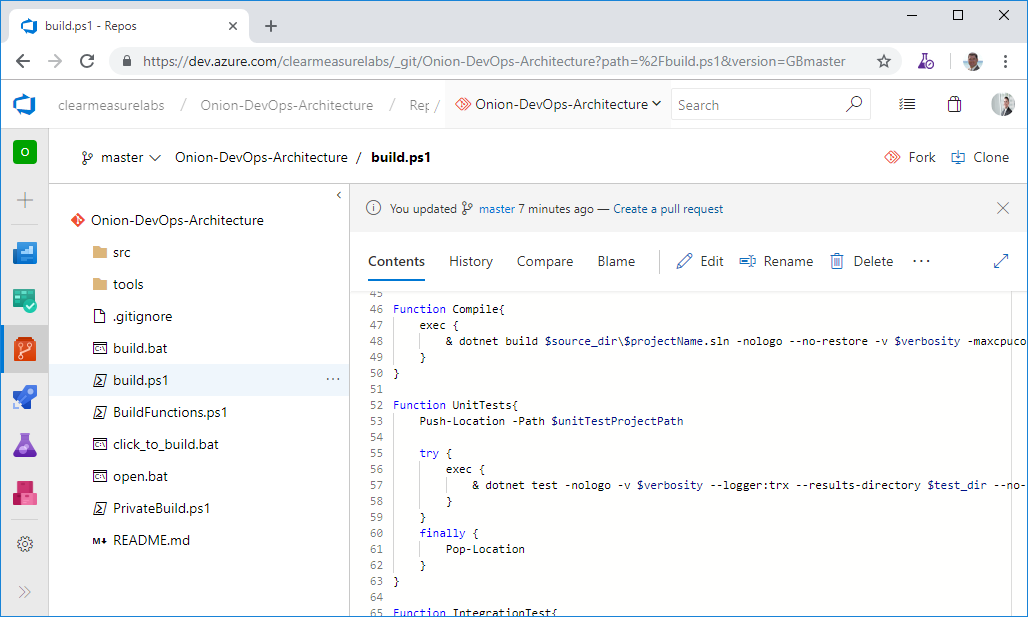 build.ps1 - Repos
https://dev.azure.com/clearmeasurelabs/_git/Onion-DevOps-Architecture?path=%2Fbuild.ps1&version=GBmaster
clearmeasurelabs / Onion-DevOps-Architecture / Rep / Onion-DevOps-Architecture Search
O
master Onion-DevOps-Architecture / build.ps1 Fork Clone
Onion-DevOps-Architecture
src
tools
.gitignore
build.bat
build.ps1 ...
BuildFunctions.ps1
click_to_build.bat
open.bat
PrivateBuild.ps1
M↓ README.md
You updated master 7 minutes ago — Create a pull request
Contents History Compare Blame Edit Rename Delete ...
45
46 Function Compile{
47 exec {
48 & dotnet build $source_dir\$projectName.sln -nologo --no-restore -v $verbosity -maxcpuco
49 }
50 }
51
52 Function UnitTests{
53 Push-Location -Path $unitTestProjectPath
54
55 try {
56 exec {
57 & dotnet test -nologo -v $verbosity --logger:trx --results-directory $test_dir --no-
58 }
59 }
60 finally {
61 Pop-Location
62 }
63 }
64
65 Function IntegrationTest{